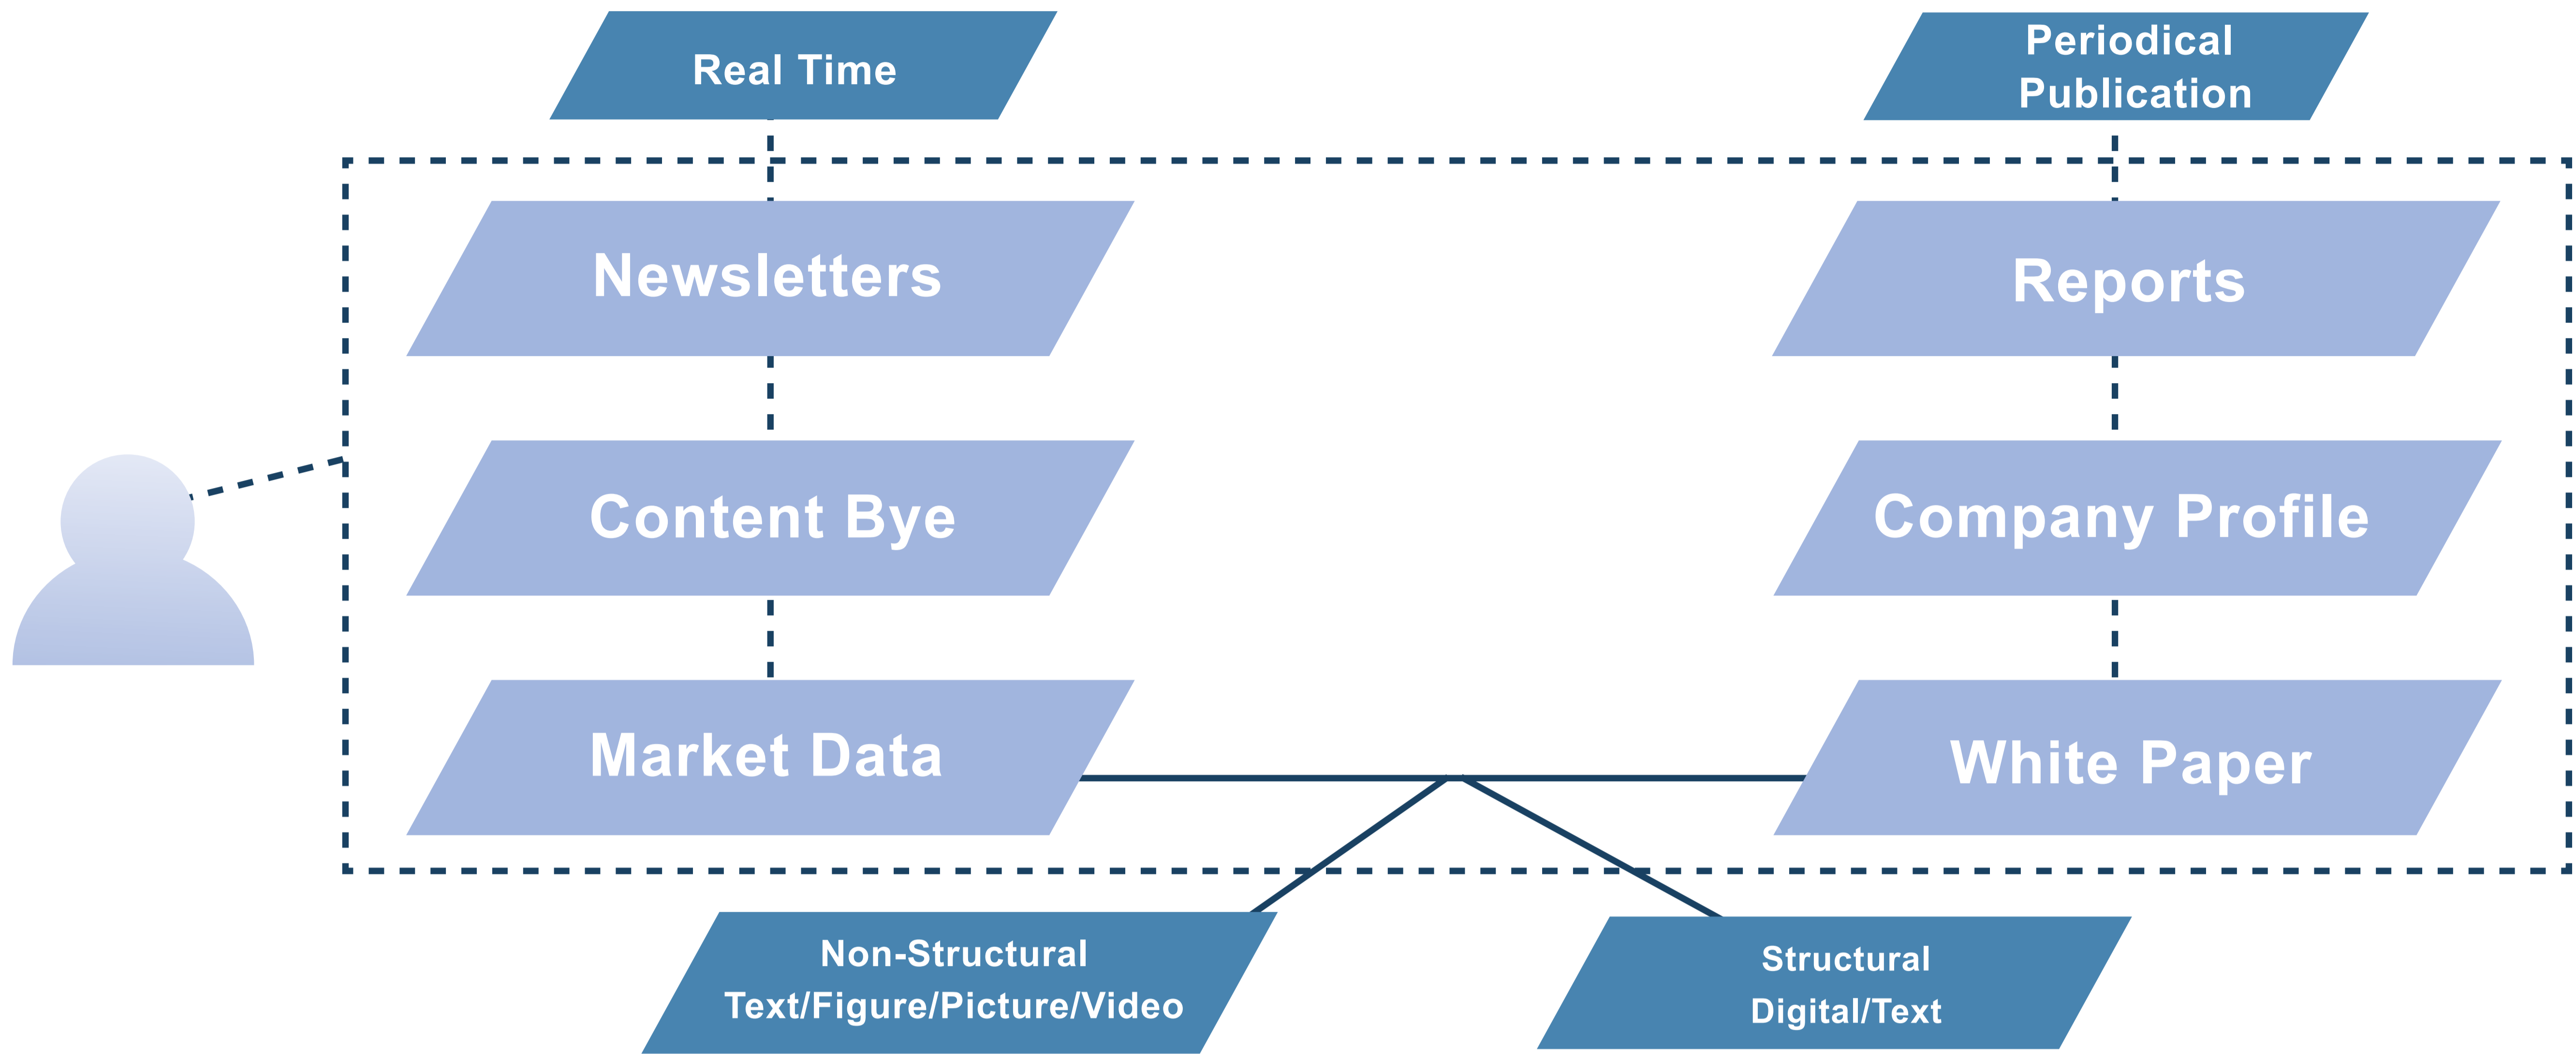 Real Time
Periodical
Publication
Newsletters
Reports
Content Bye
Company Profile
Market Data
White Paper
Non-Structural
Text/Figure/Picture/Video
Structural
Digital/Text